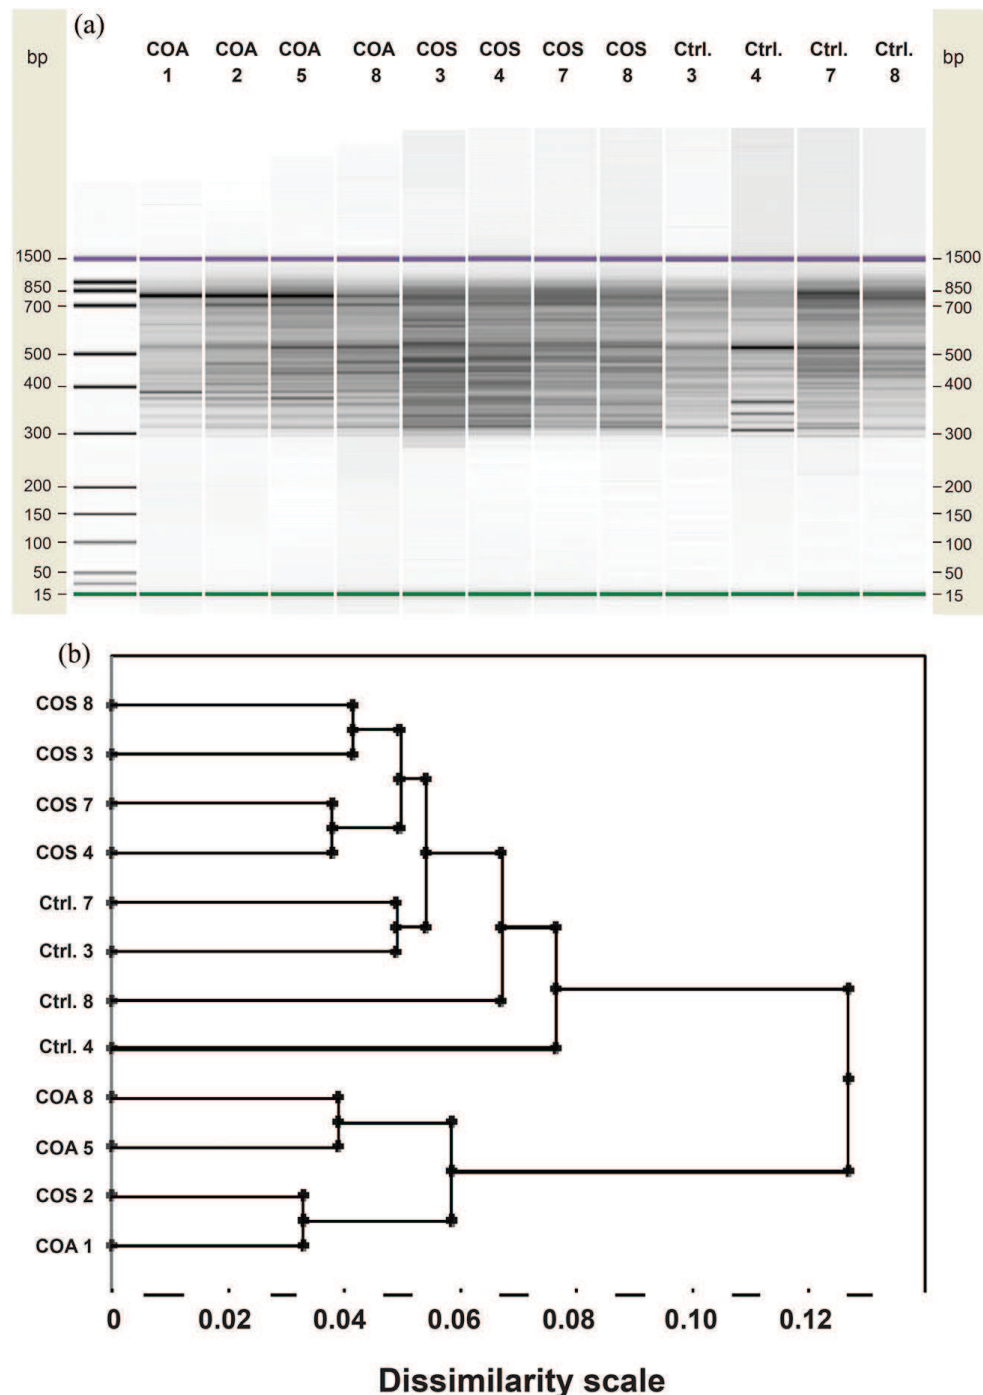 (a)
bp COA COA COA COA COS COS COS COS Ctrl. Ctrl. Ctrl. Ctrl. bp
1 2 5 8 3 4 7 8 3 4 7 8
1500 1500
850 850
700 700
500 500
400 400
300 300
200 200
150 150
100 100
50 50
15 15
(b)
COS 8
COS 3
COS 7
COS 4
Ctrl. 7
Ctrl. 3
Ctrl. 8
Ctrl. 4
COA 8
COA 5
COS 2
COA 1
0 0.02 0.04 0.06 0.08 0.10 0.12
Dissimilarity scale